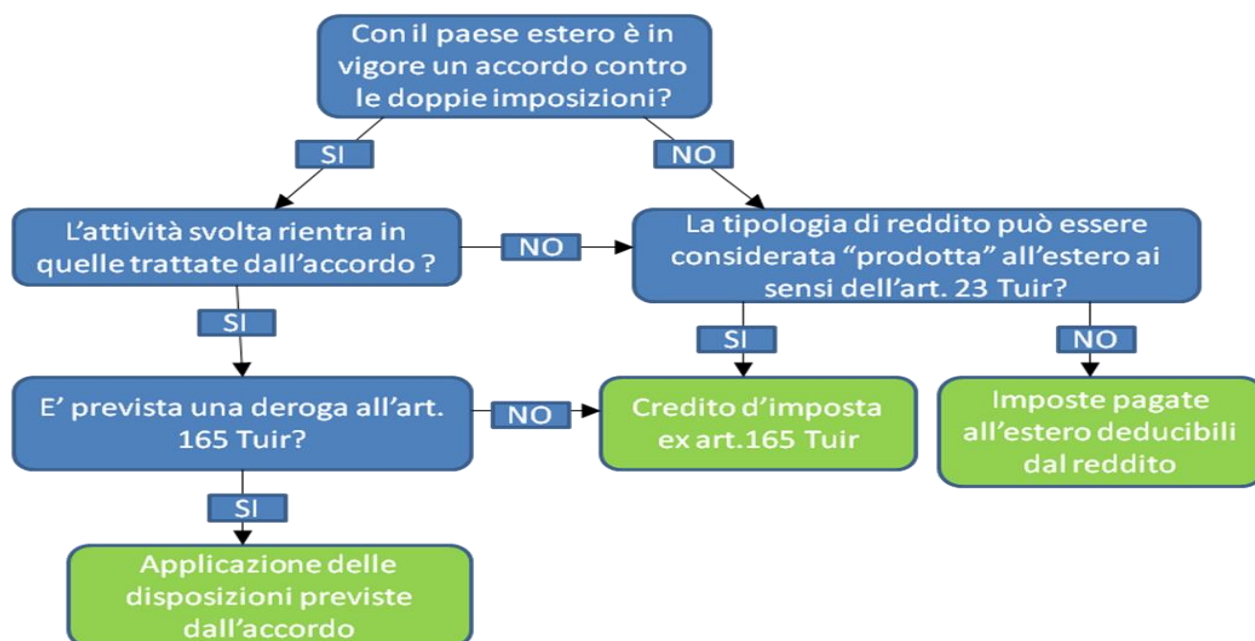 Con il paese estero è in
vigore un accordo contro
le doppie imposizioni?
SI
NO
L'attività svolta rientra in
quelle trattate dall'accordo ?
NO
La tipologia di reddito può essere
considerata “prodotta” all'estero ai
sensi dell'art. 23 Tuir?
SI
SI
NO
E' prevista una deroga all'art.
165 Tuir?
NO
Credito d'imposta
ex art.165 Tuir
Imposte pagate
all'estero deducibili
dal reddito
SI
Applicazione delle
disposizioni previste
dall'accordo